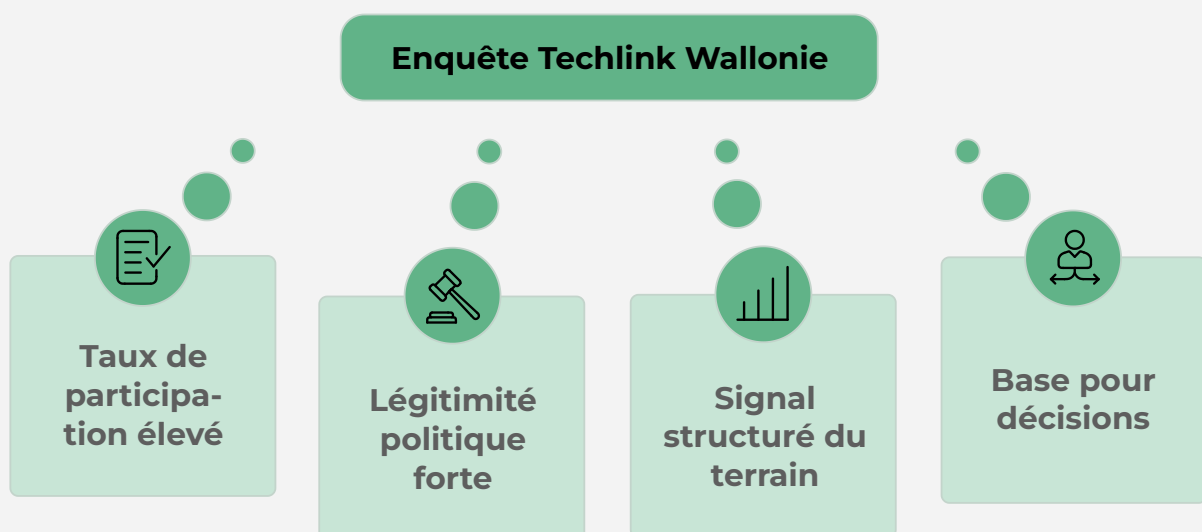 Enquête Techlink Wallonie
Taux de
participa-
tion élevé
Légitimité
politique
forte
Signal
structuré du
terrain
Base pour
décisions